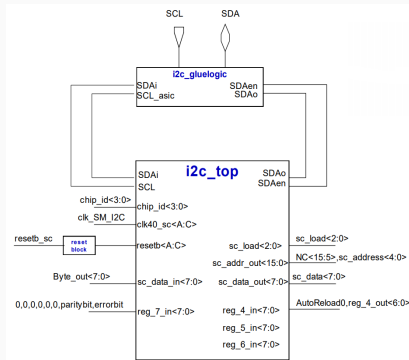 SCL SDA
i2c_gluelogic
SDAi SDAen
SCL_asic SDAo
SDAi i2c_top SDAo
SCL SDAen
chip_id<3:0> chip_id<3:0>
clk_SM_I2C clk40_sc<A:C>
resetb_sc reset block resetb<A:C> sc_load<2:0> sc_load<2:0>
sc_addr_out<15:0> NC<15:5>,sc_address<4:0>
Byte_out<7:0> sc_data_in<7:0> sc_data_out<7:0> sc_data<7:0>
0,0,0,0,0,0,paritybit,errorbit reg_7_in<7:0> reg_4_in<7:0> AutoReload0,reg_4_out<6:0>
reg_5_in<7:0>
reg_6_in<7:0>